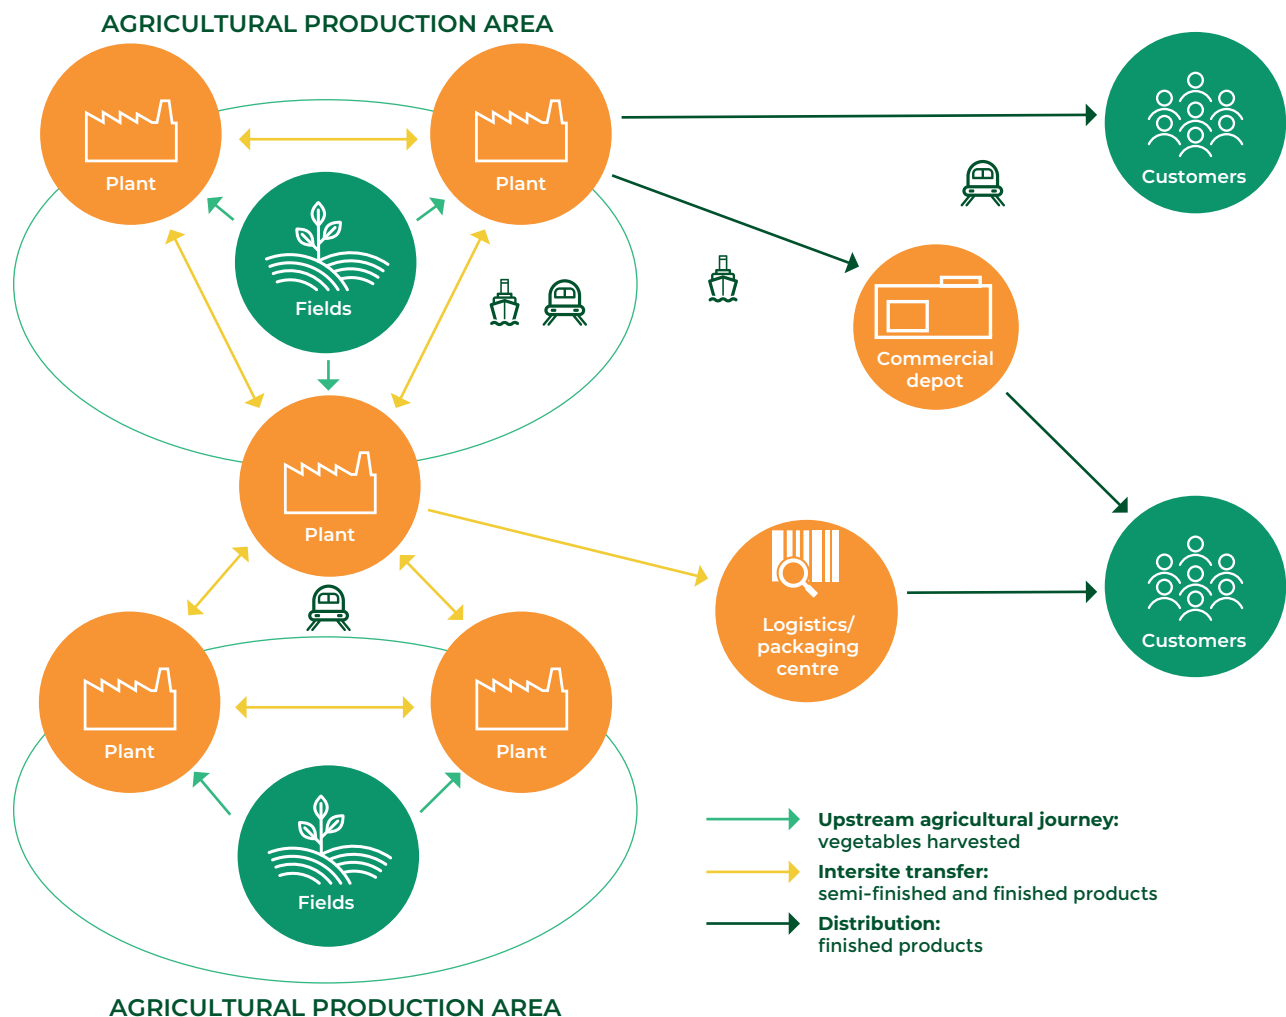 AGRICULTURAL PRODUCTION AREA
Plant
Plant
Customers
Fields
Commercial
depot
Plant
Logistics/
packaging
centre
Customers
Plant
Plant
Fields
Upstream agricultural journey:
vegetables harvested
Intersite transfer:
semi-finished and finished products
Distribution:
finished products
AGRICULTURAL PRODUCTION AREA